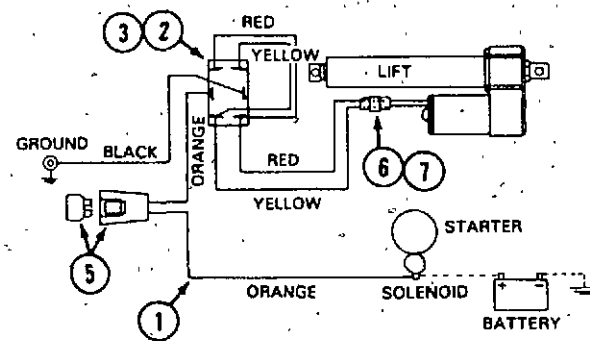 RED
3 2
YELLOW
LIFT
GROUND
BLACK
ORANGE
RED
6 7
YELLOW
5
STARTER
1
ORANGE
SOLENOID
+ -
BATTERY